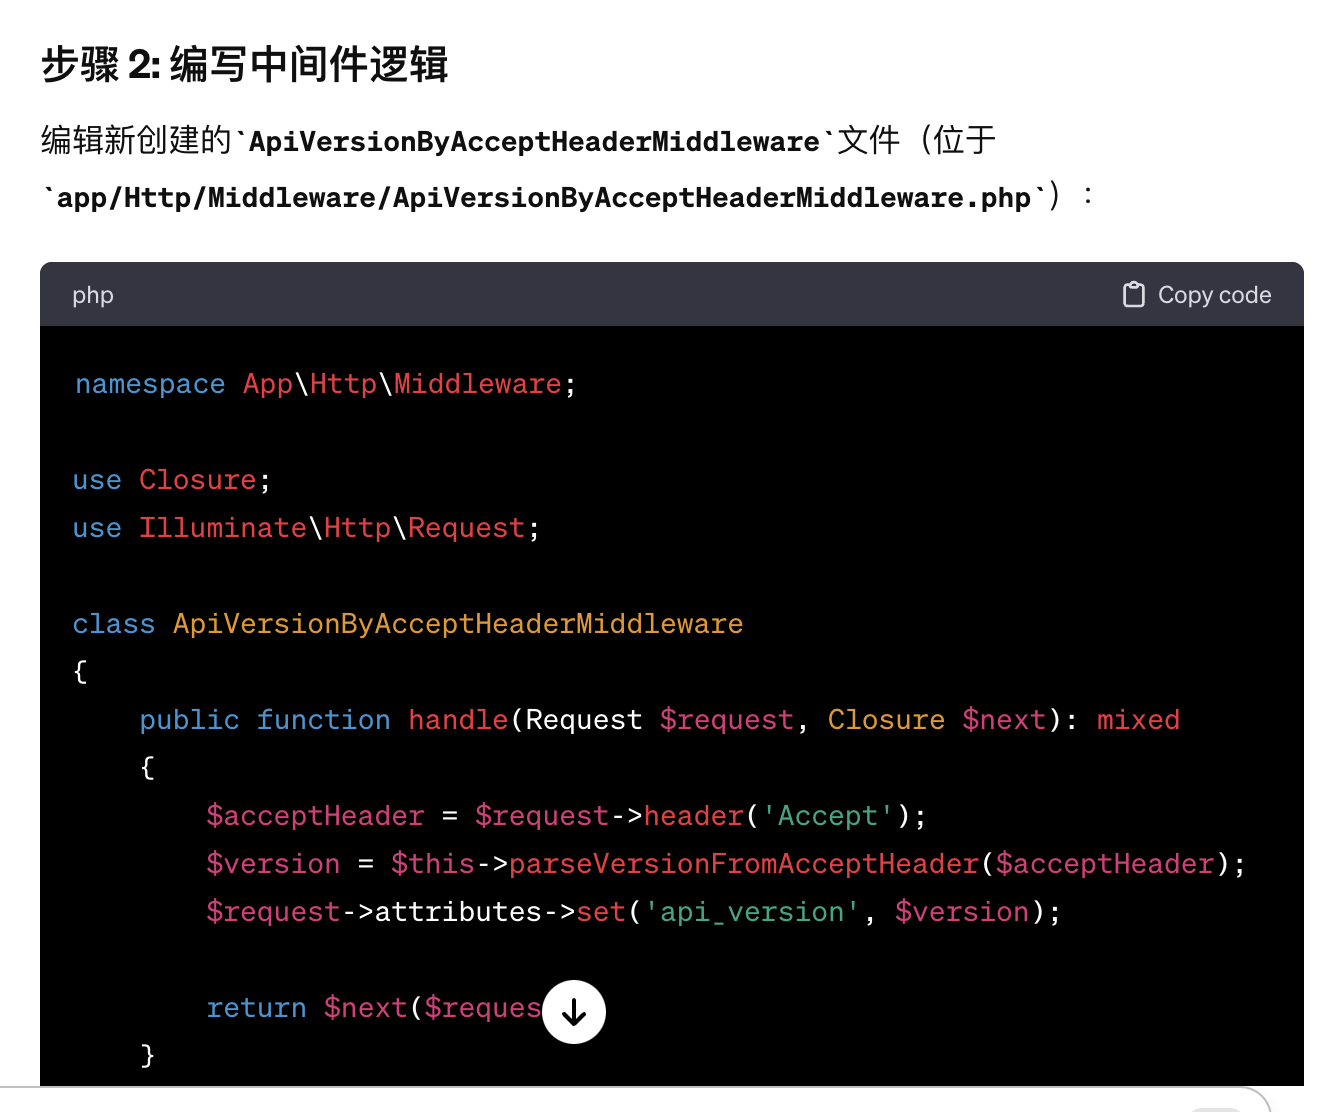 步骤 2: 编写中间件逻辑
编辑新创建的`ApiVersionByAcceptHeaderMiddleware`文件（位于
`app/Http/Middleware/ApiVersionByAcceptHeaderMiddleware.php`）：
php
Copy code
namespace App\Http\Middleware;
use Closure;
use Illuminate\Http\Request;
class ApiVersionByAcceptHeaderMiddleware
{
    public function handle(Request $request, Closure $next): mixed
    {
        $acceptHeader = $request->header('Accept');
        $version = $this->parseVersionFromAcceptHeader($acceptHeader);
        $request->attributes->set('api_version', $version);
        return $next($reques
    }